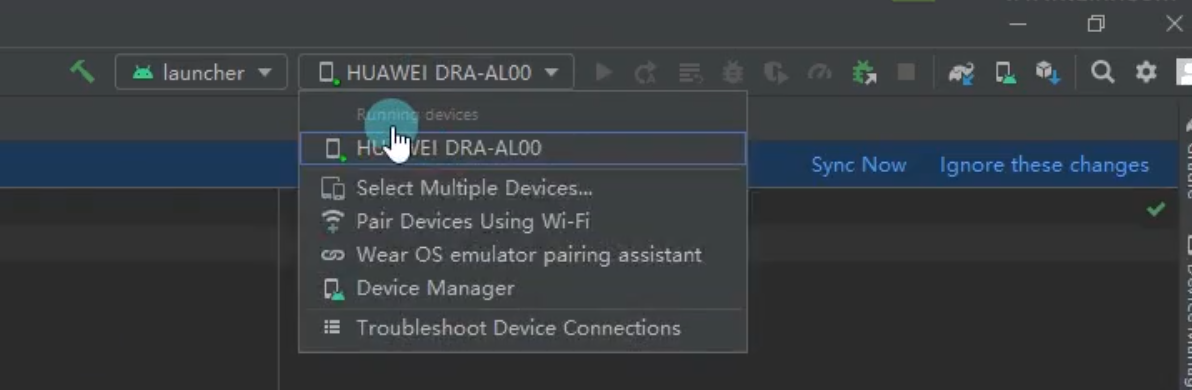 launcher
HUAWEI DRA-AL00
Running devices
HUAWEI DRA-AL00
Sync Now
Ignore these changes
Select Multiple Devices...
Pair Devices Using Wi-Fi
Wear OS emulator pairing assistant
Device Manager
Troubleshoot Device Connections